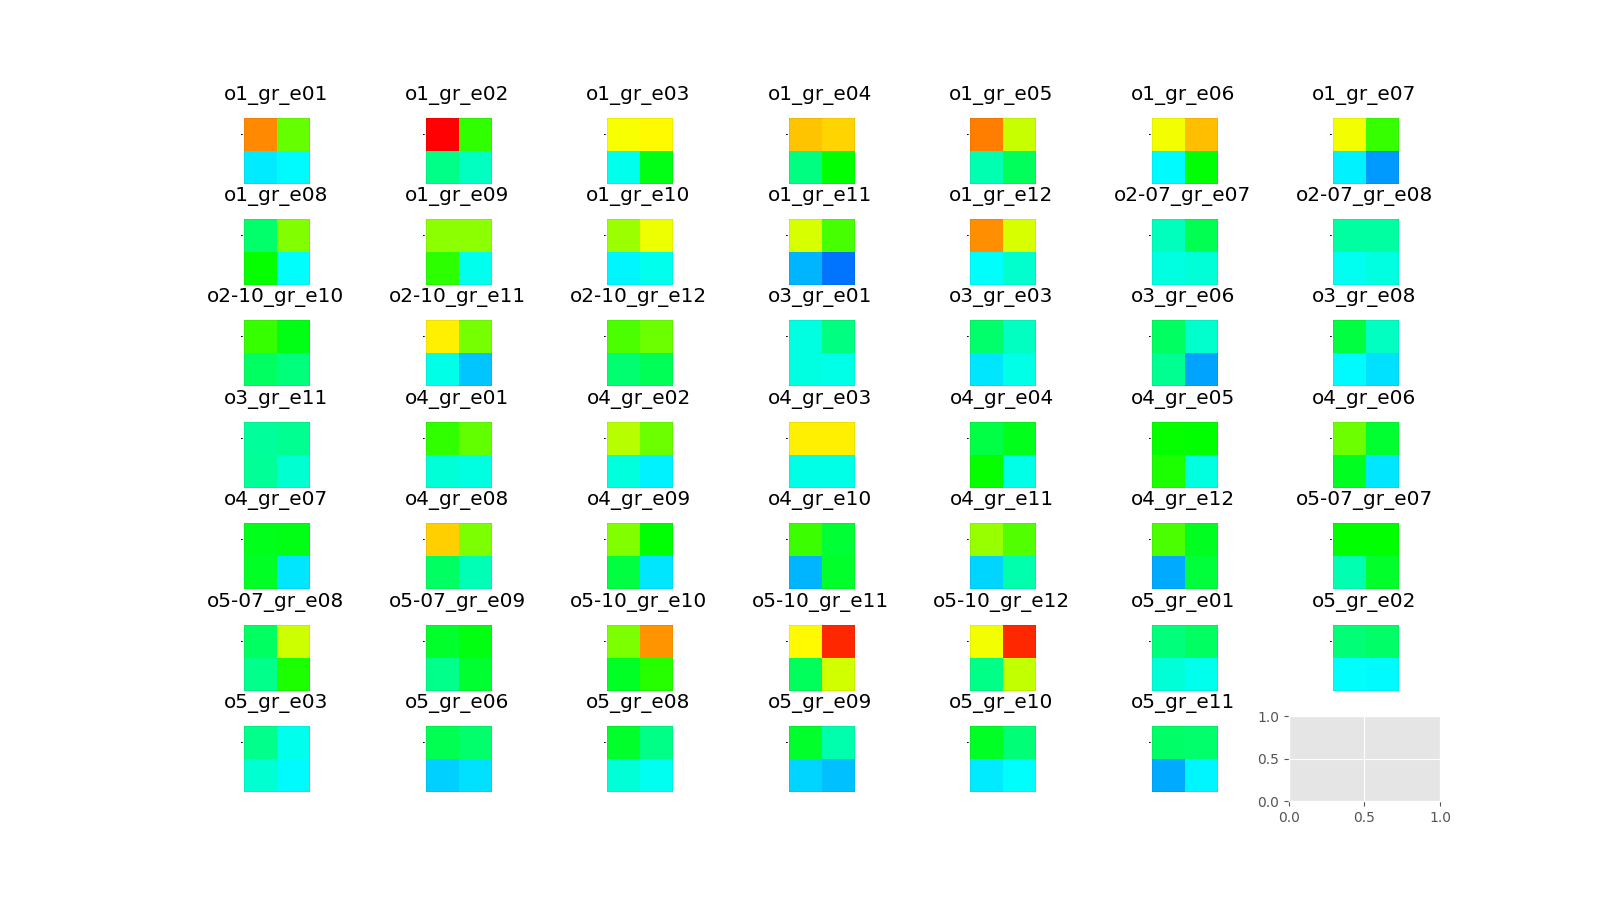 o1_gr_e01 o1_gr_e02 o1_gr_e03 o1_gr_e04 o1_gr_e05 o1_gr_e06 o1_gr_e07
o1_gr_e08 o1_gr_e09 o1_gr_e10 o1_gr_e11 o1_gr_e12 o2-07_gr_e07 o2-07_gr_e08
o2-10_gr_e10 o2-10_gr_e11 o2-10_gr_e12 o3_gr_e01 o3_gr_e03 o3_gr_e06 o3_gr_e08
o3_gr_e11 o4_gr_e01 o4_gr_e02 o4_gr_e03 o4_gr_e04 o4_gr_e05 o4_gr_e06
o4_gr_e07 o4_gr_e08 o4_gr_e09 o4_gr_e10 o4_gr_e11 o4_gr_e12 o5-07_gr_e07
o5-07_gr_e08 o5-07_gr_e09 o5-10_gr_e10 o5-10_gr_e11 o5-10_gr_e12 o5_gr_e01 o5_gr_e02
o5_gr_e03 o5_gr_e06 o5_gr_e08 o5_gr_e09 o5_gr_e10 o5_gr_e11
1.0
0.5
0.0
0.0 0.5 1.0